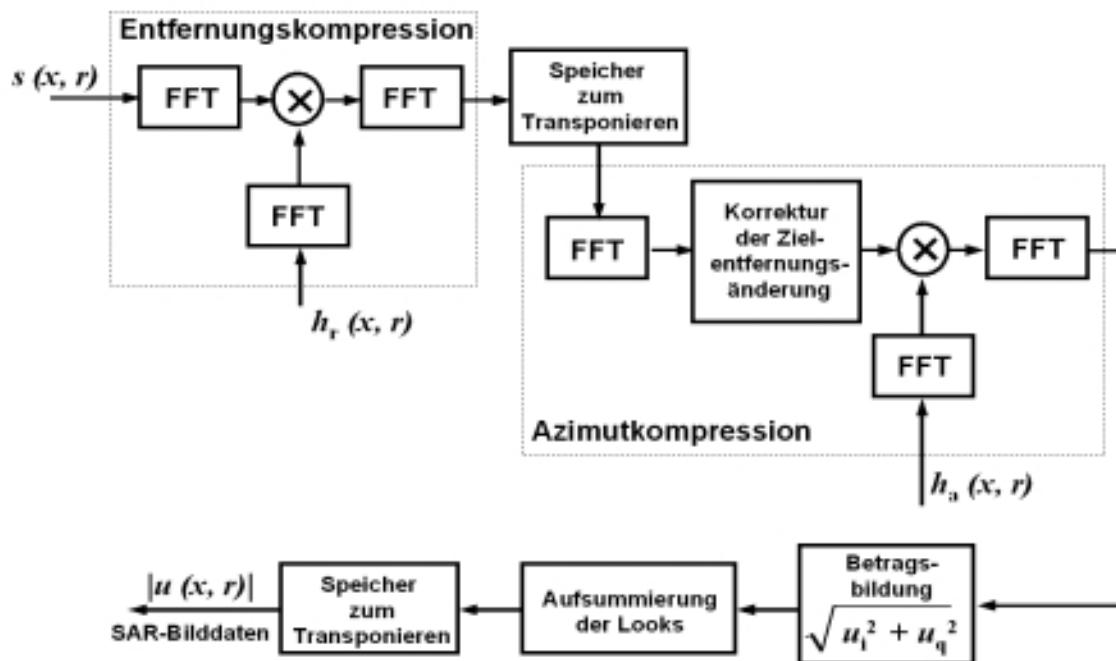 Entfernungskompression
s (x, r)
FFT
FFT
FFT
h_r (x, r)
Speicher
zum
Transponieren
FFT
Korrektur
der Ziel-
entfernungs-
änderung
FFT
FFT
Azimutkompression
h_a (x, r)
|u (x, r)|
SAR-Bilddaten
Speicher
zum
Transponieren
Aufsummierung
der Looks
Betrags-
bildung
√u_i² + u_q²